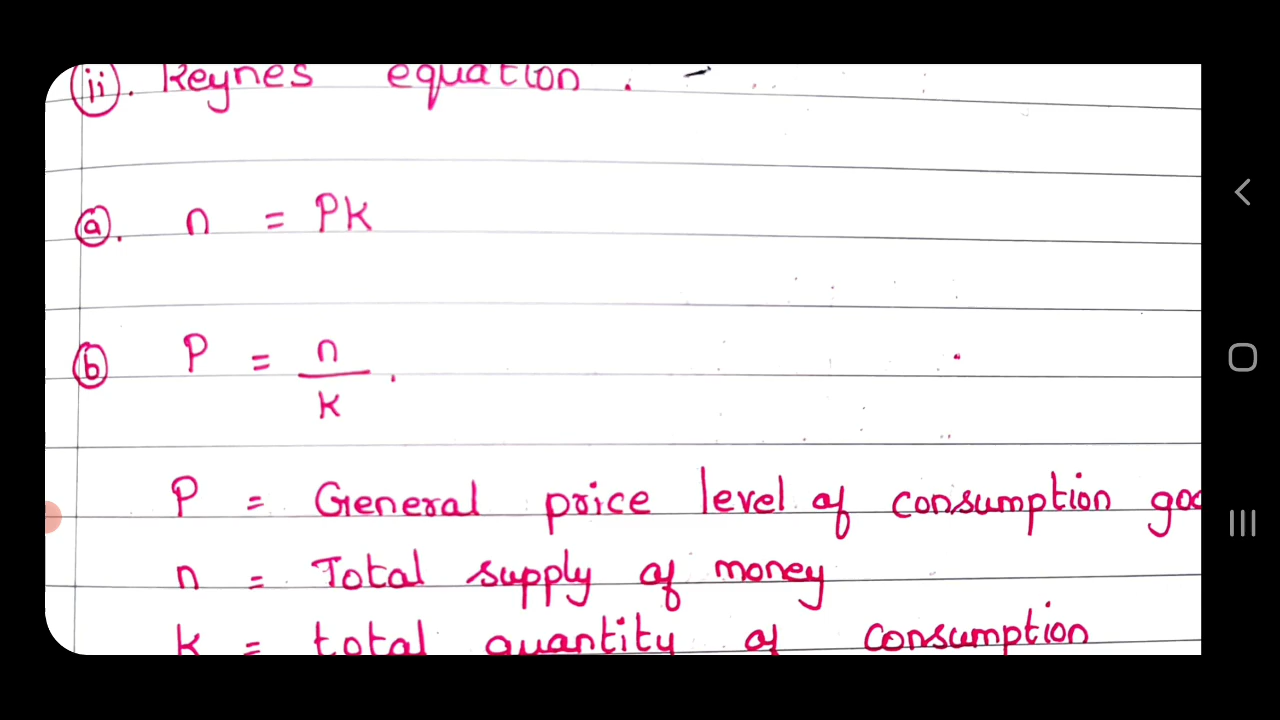 (ii). Keynes equation.
(a). n = PK
(b) P = n
K
P = General price level of consumption
n = Total supply of money
K = total quantity of consumption